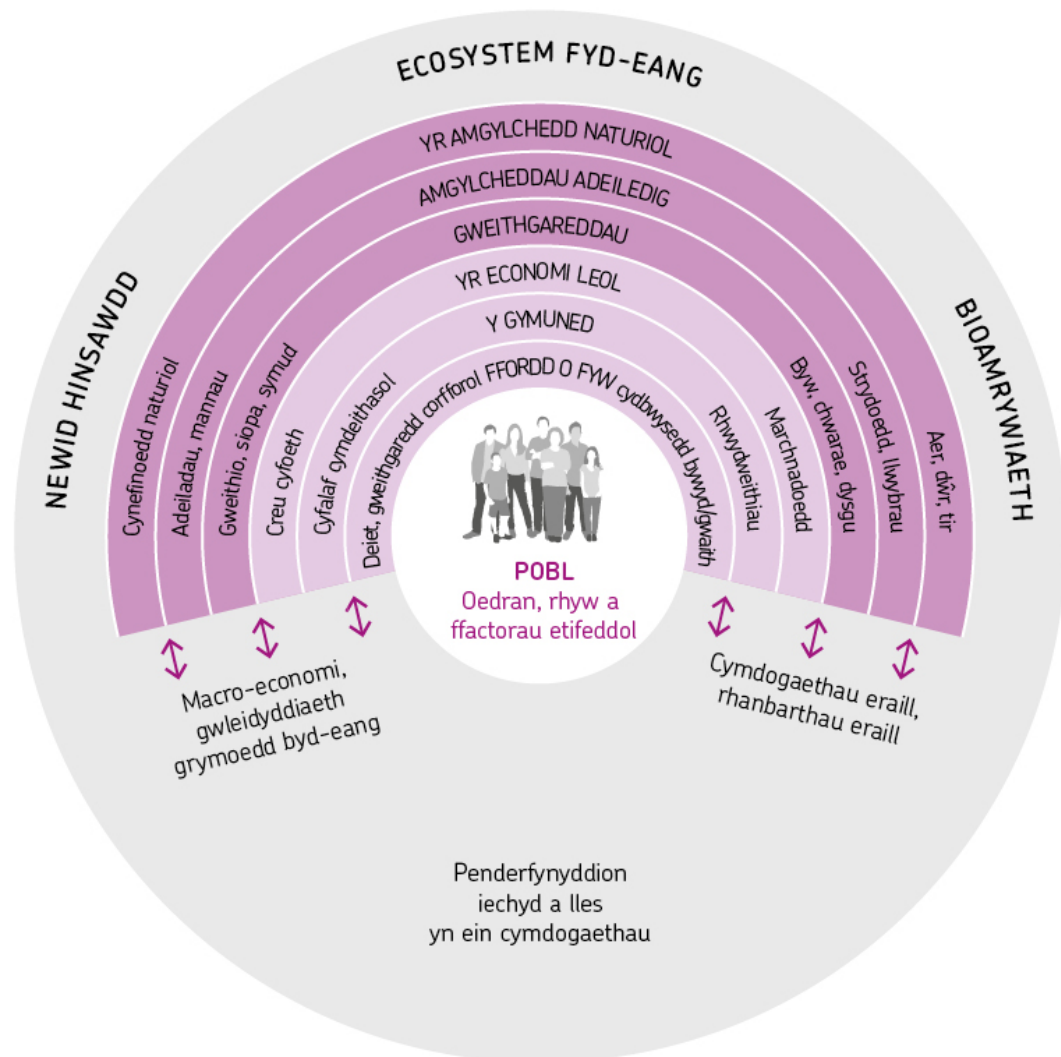 ECOSYSTEM FYD-EANG
NEWID HINSAWDD
BIOAMRYWIAETH
YR AMGYLCHEDD NATURIOL
Cynefinoedd naturiol
Aer, dŵr, tir
AMGYLCHEDDAU ADEILEDIG
Adeiladau, mannau
Strydoedd, llwybrau
GWEITHGAREDDAU
Gweithio, siopa, symud
Byw, chwarae, dysgu
YR ECONOMI LEOL
Creu cyfoeth
Marchnadoedd
Y GYMUNED
Cyfalaf cymdeithasol
Rhwydweithiau
Deiet, gweithgaredd corfforol FFORDD O FYW cydbwysedd bywyd/gwaith
POBL
Oedran, rhyw a
ffactorau etifeddol
Macro-economi,
gwleidyddiaeth
grymoedd byd-eang
Cymdogaethau eraill,
rhanbarthau eraill
Penderfynyddion
iechyd a lles
yn ein cymdogaethau